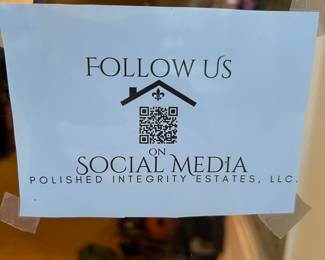 FOLLOW US
ON
SOCIAL MEDIA
POLISHED INTEGRITY ESTATES, LLC.